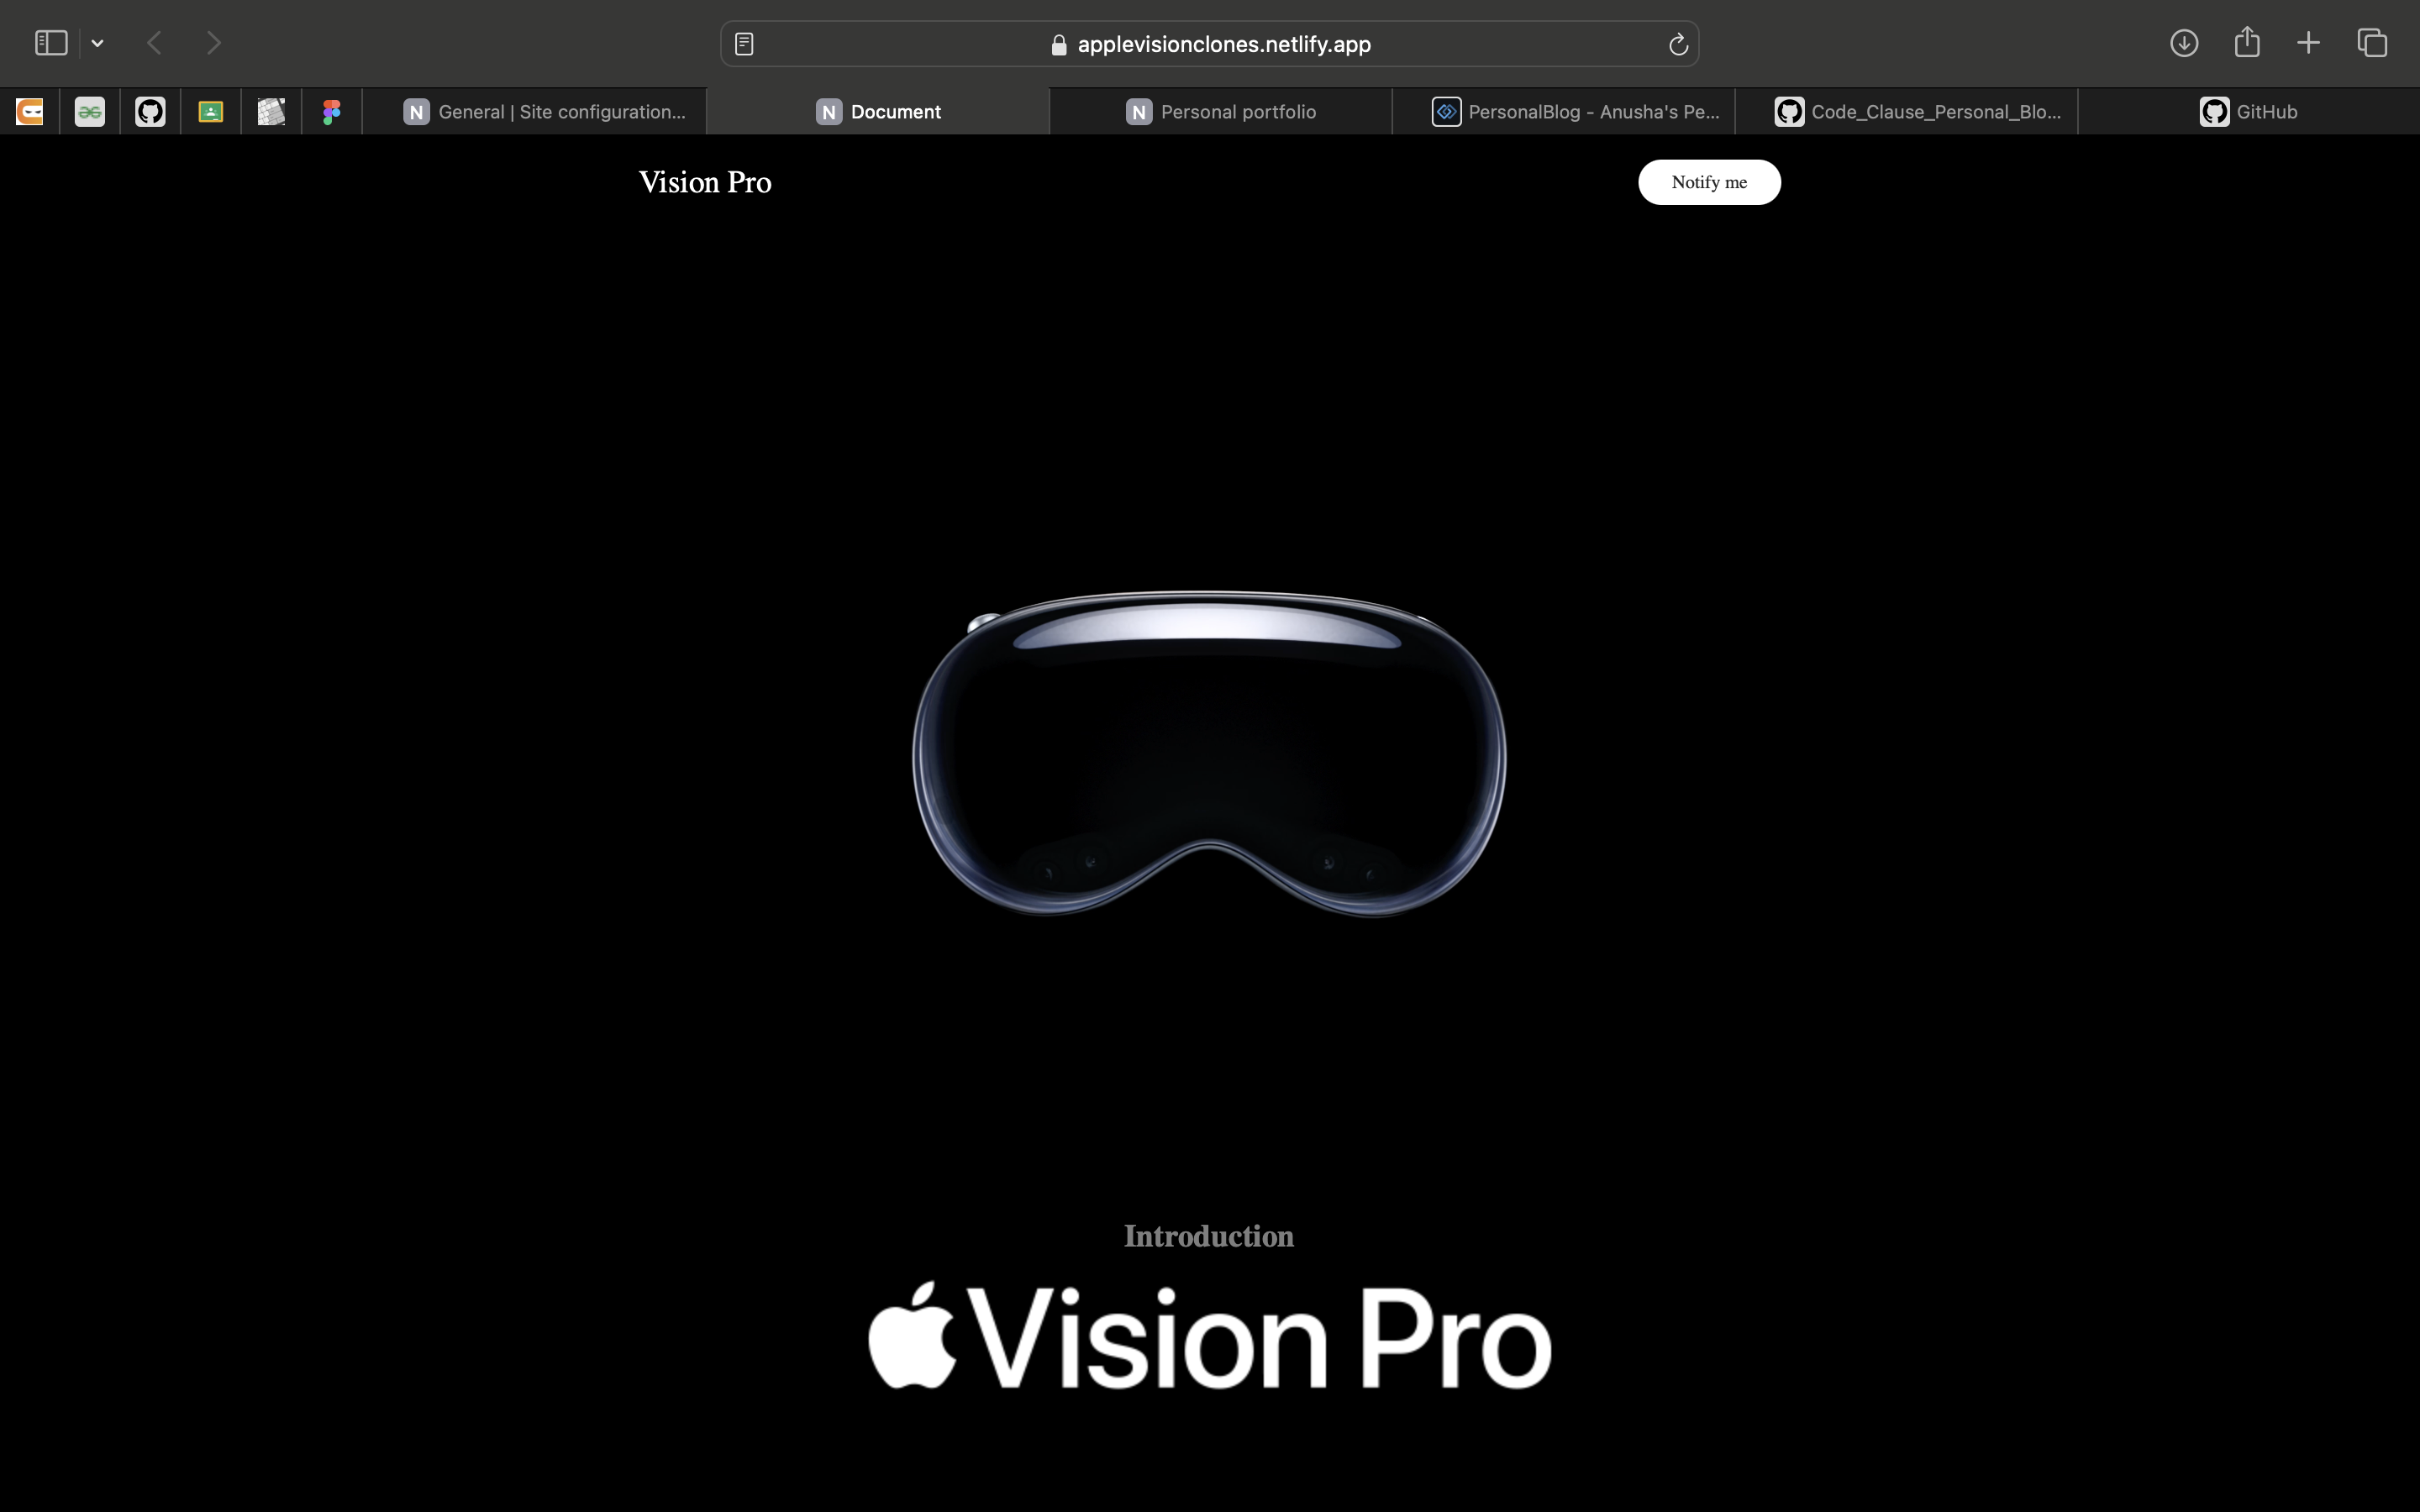 applevisionclones.netlify.app
N General | Site configuration...
N Document
N Personal portfolio
PersonalBlog - Anusha's Pe...
Code_Clause_Personal_Blo...
GitHub
Vision Pro
Notify me
Introduction
Vision Pro